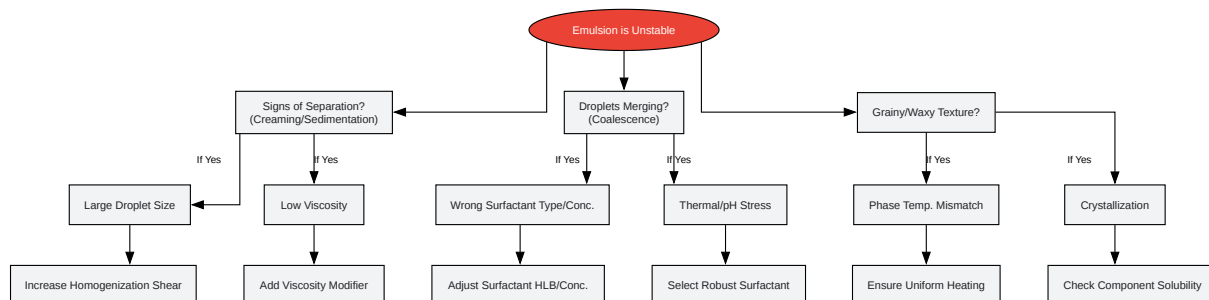 Emulsion is Unstable
Signs of Separation?
(Creaming/Sedimentation)
Droplets Merging?
(Coalescence)
Grainy/Waxy Texture?
If Yes
If Yes
If Yes
If Yes
If Yes
If Yes
Large Droplet Size
Low Viscosity
Wrong Surfactant Type/Conc.
Thermal/pH Stress
Phase Temp. Mismatch
Crystallization
Increase Homogenization Shear
Add Viscosity Modifier
Adjust Surfactant HLB/Conc.
Select Robust Surfactant
Ensure Uniform Heating
Check Component Solubility